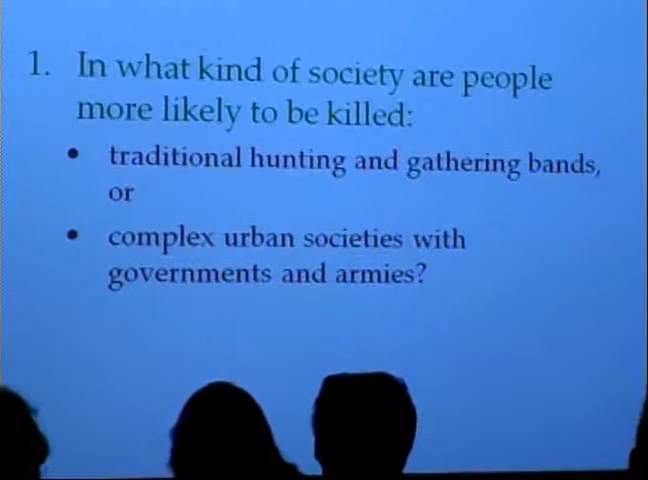 1. In what kind of society are people
more likely to be killed:
• traditional hunting and gathering bands,
or
• complex urban societies with
governments and armies?